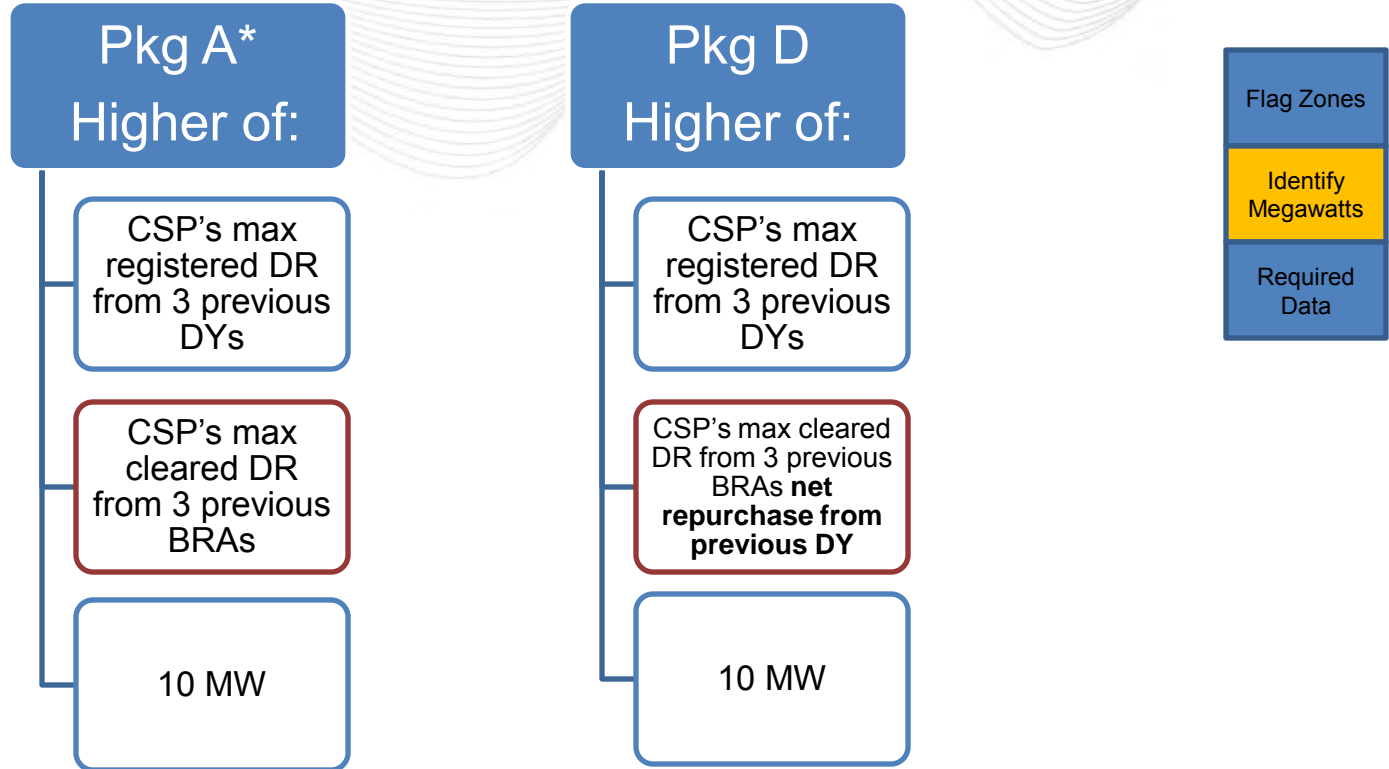 Pkg A*
Higher of:
CSP’s max
registered DR
from 3 previous
DYs
CSP’s max
cleared DR
from 3 previous
BRAs
10 MW
Pkg D
Higher of:
CSP’s max
registered DR
from 3 previous
DYs
CSP’s max cleared
DR from 3 previous
BRAs net
repurchase from
previous DY
10 MW
Flag Zones
Identify
Megawatts
Required
Data